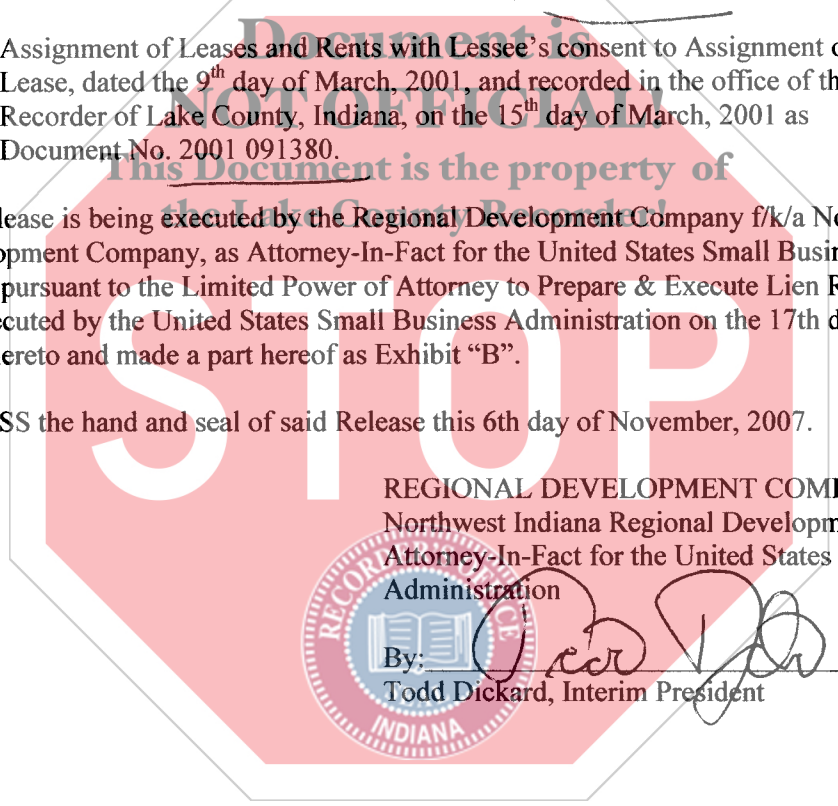 Document is
Assignment of Leases and Rents with Lessee's consent to Assignment
Lease, dated the 9th day of March, 2001, and recorded in the office of
NOT OFFICIAL!
Recorder of Lake County, Indiana, on the 15th day of March, 2001 as
Document No. 2001 091380.
This Document is the property of
the Lake County Recorder!
lease is being executed by the Regional Development Company f/k/a
opment Company, as Attorney-In-Fact for the United States Small
pursuant to the Limited Power of Attorney to Prepare & Execute Lien
cuted by the United States Small Business Administration on the 17th
ereto and made a part hereof as Exhibit "B".
STOP
SS the hand and seal of said Release this 6th day of November, 2007.
REGIONAL DEVELOPMENT
Northwest Indiana Regional
Attorney-In-Fact for the United States
Administration
RECORDER'S OFFICE
By:
Todd Dickard, Interim President
INDIANA